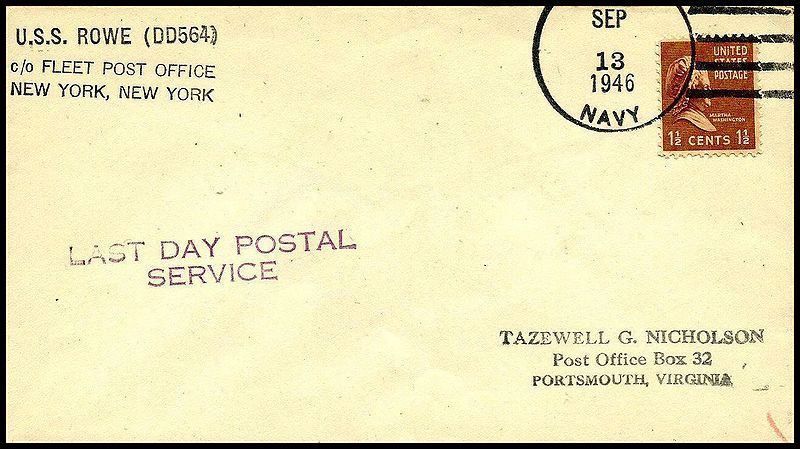 U.S.S. ROWE (DD564)
c/o FLEET POST OFFICE
NEW YORK, NEW YORK
SEP
13
1946
NAVY
UNITED
STATES
POSTAGE
MARTHA
WASHINGTON
1½ CENTS 1½
LAST DAY POSTAL
SERVICE
TAZEWELL G. NICHOLSON
Post Office Box 32
PORTSMOUTH, VIRGINIA